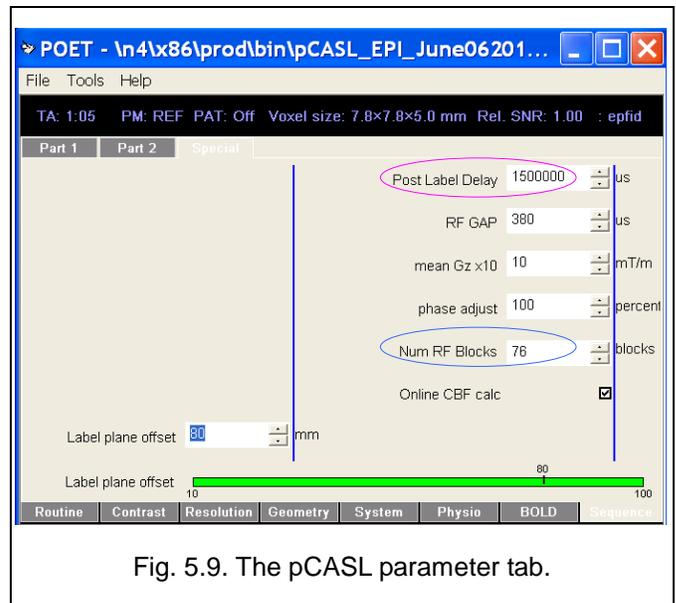 POET - \n4\x86\prod\bin\pCASL_EPI_June06201...
File Tools Help
TA: 1:05 PM: REF PAT: Off Voxel size: 7.8×7.8×5.0 mm Rel. SNR: 1.00 : epfid
Part 1 Part 2 Special
Post Label Delay 1500000 us
RF GAP 380 us
mean Gz x10 10 mT/m
phase adjust 100 percent
Num RF Blocks 76 blocks
Online CBF calc
Label plane offset 80 mm
80
Label plane offset
10 100
Routine Contrast Resolution Geometry System Physio BOLD Sequence
Fig. 5.9. The pCASL parameter tab.